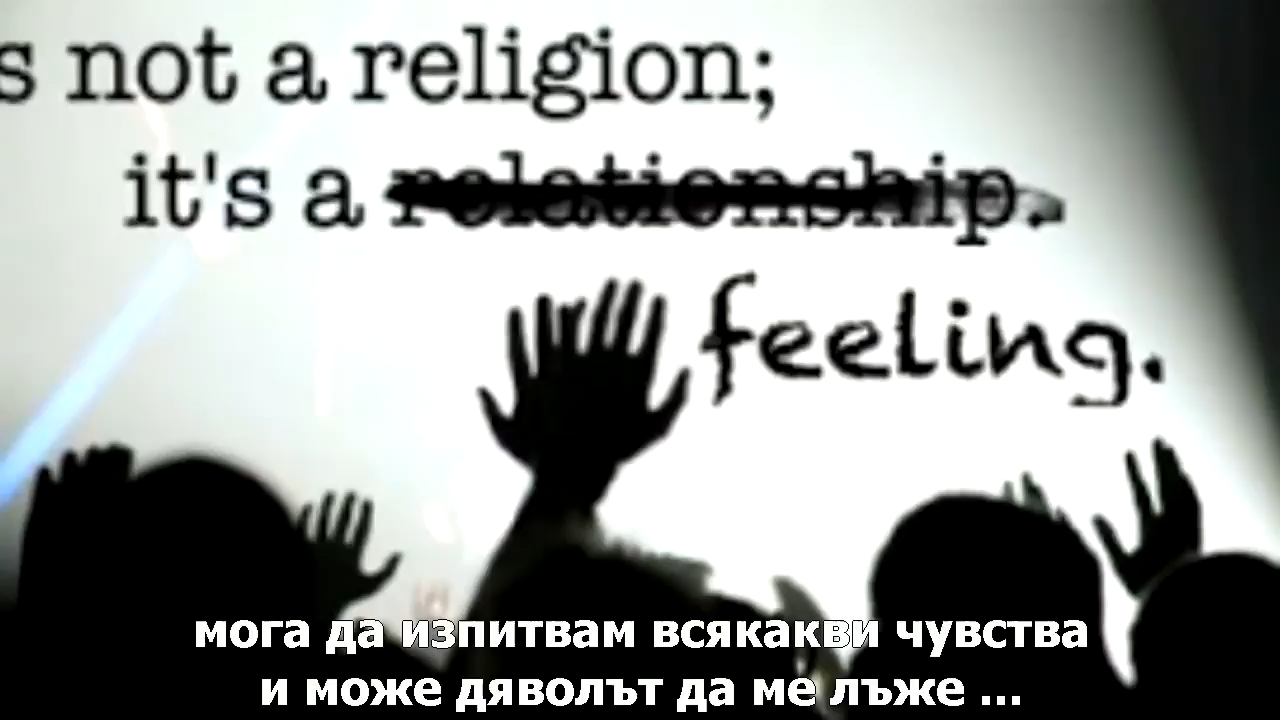 s not a religion;
it's a relationship.
feeling.
мога да изпитвам всякакви чувства
и може дяволът да ме лъже ...